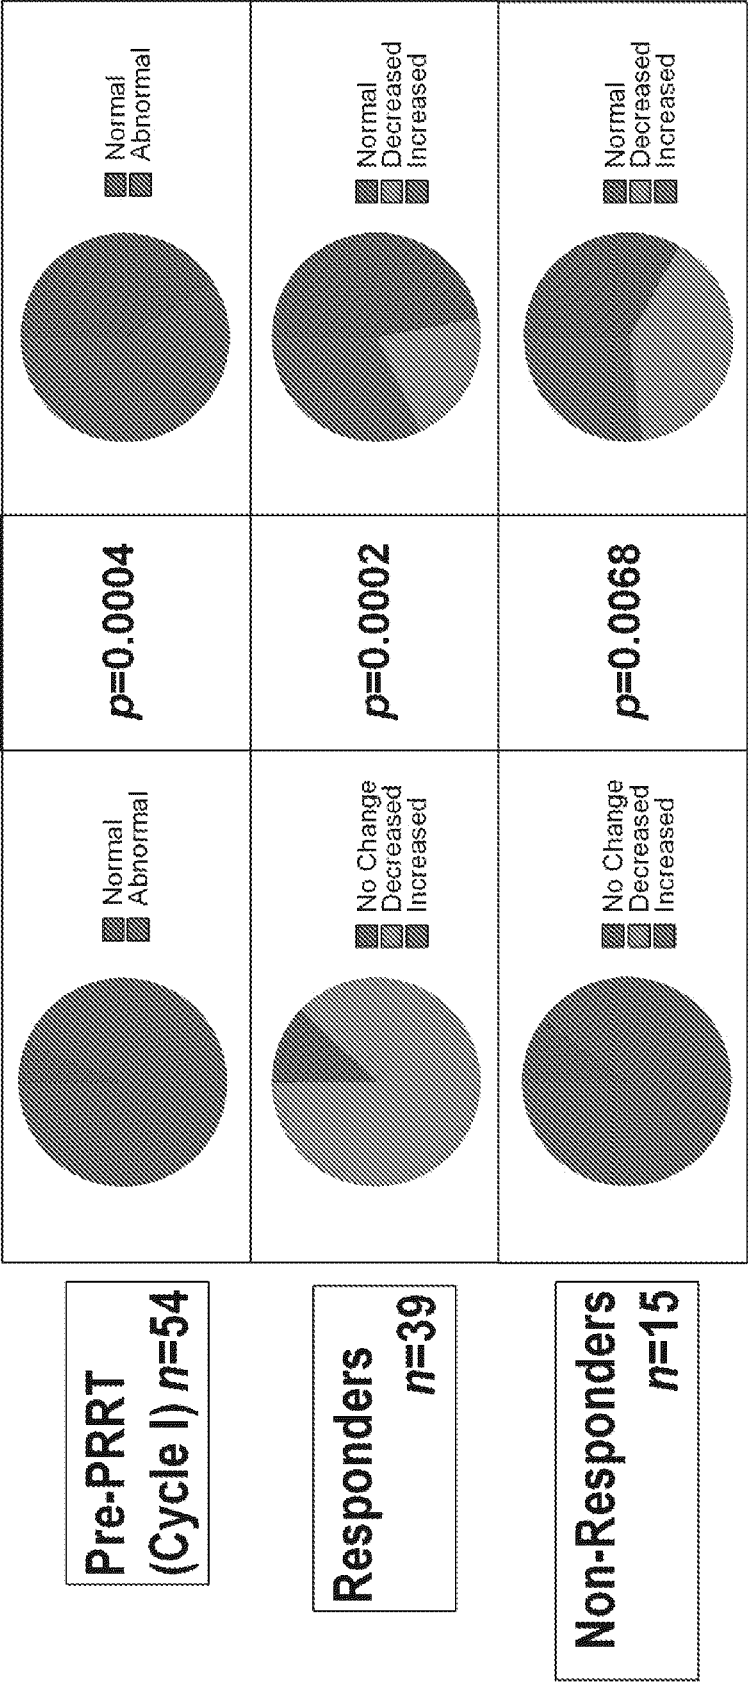 Pre-PRRT
(Cycle I) n=54
Normal
Abnormal
p=0.0004
Normal
Abnormal
Responders
n=39
No Change
Decreased
Increased
p=0.0002
Normal
Decreased
Increased
Non-Responders
n=15
No Change
Decreased
Increased
p=0.0068
Normal
Decreased
Increased